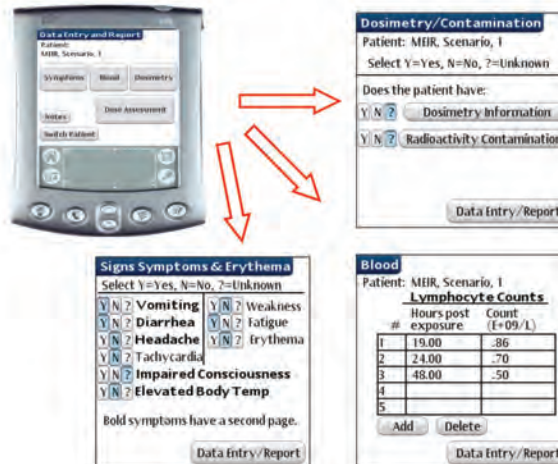 Data Entry and Report
Patient:
MEIR, Scenario, 1
Symptoms Blood Dosimetry
Dose Assessment
Notes
Switch Patient
Dosimetry/Contamination
Patient: MEIR, Scenario, 1
Select Y=Yes, N=No, ?=Unknown
Does the patient have:
Y N ? Dosimetry Information
Y N ? Radioactivity Contamination
Data Entry/Report
Signs Symptoms & Erythema
Select Y=Yes, N=No, ?=Unknown
Y N ? Vomiting Y N ? Weakness
Y N ? Diarrhea Y N ? Fatigue
Y N ? Headache Y N ? Erythema
Y N ? Tachycardia
Y N ? Impaired Consciousness
Y N ? Elevated Body Temp
Bold symptoms have a second page.
Data Entry/Report
Blood
Patient: MEIR, Scenario, 1
Lymphocyte Counts
Hours post Count
# exposure (E+09/L)
1 19.00 .86
2 24.00 .70
3 48.00 .50
4
5
Add Delete
Data Entry/Report